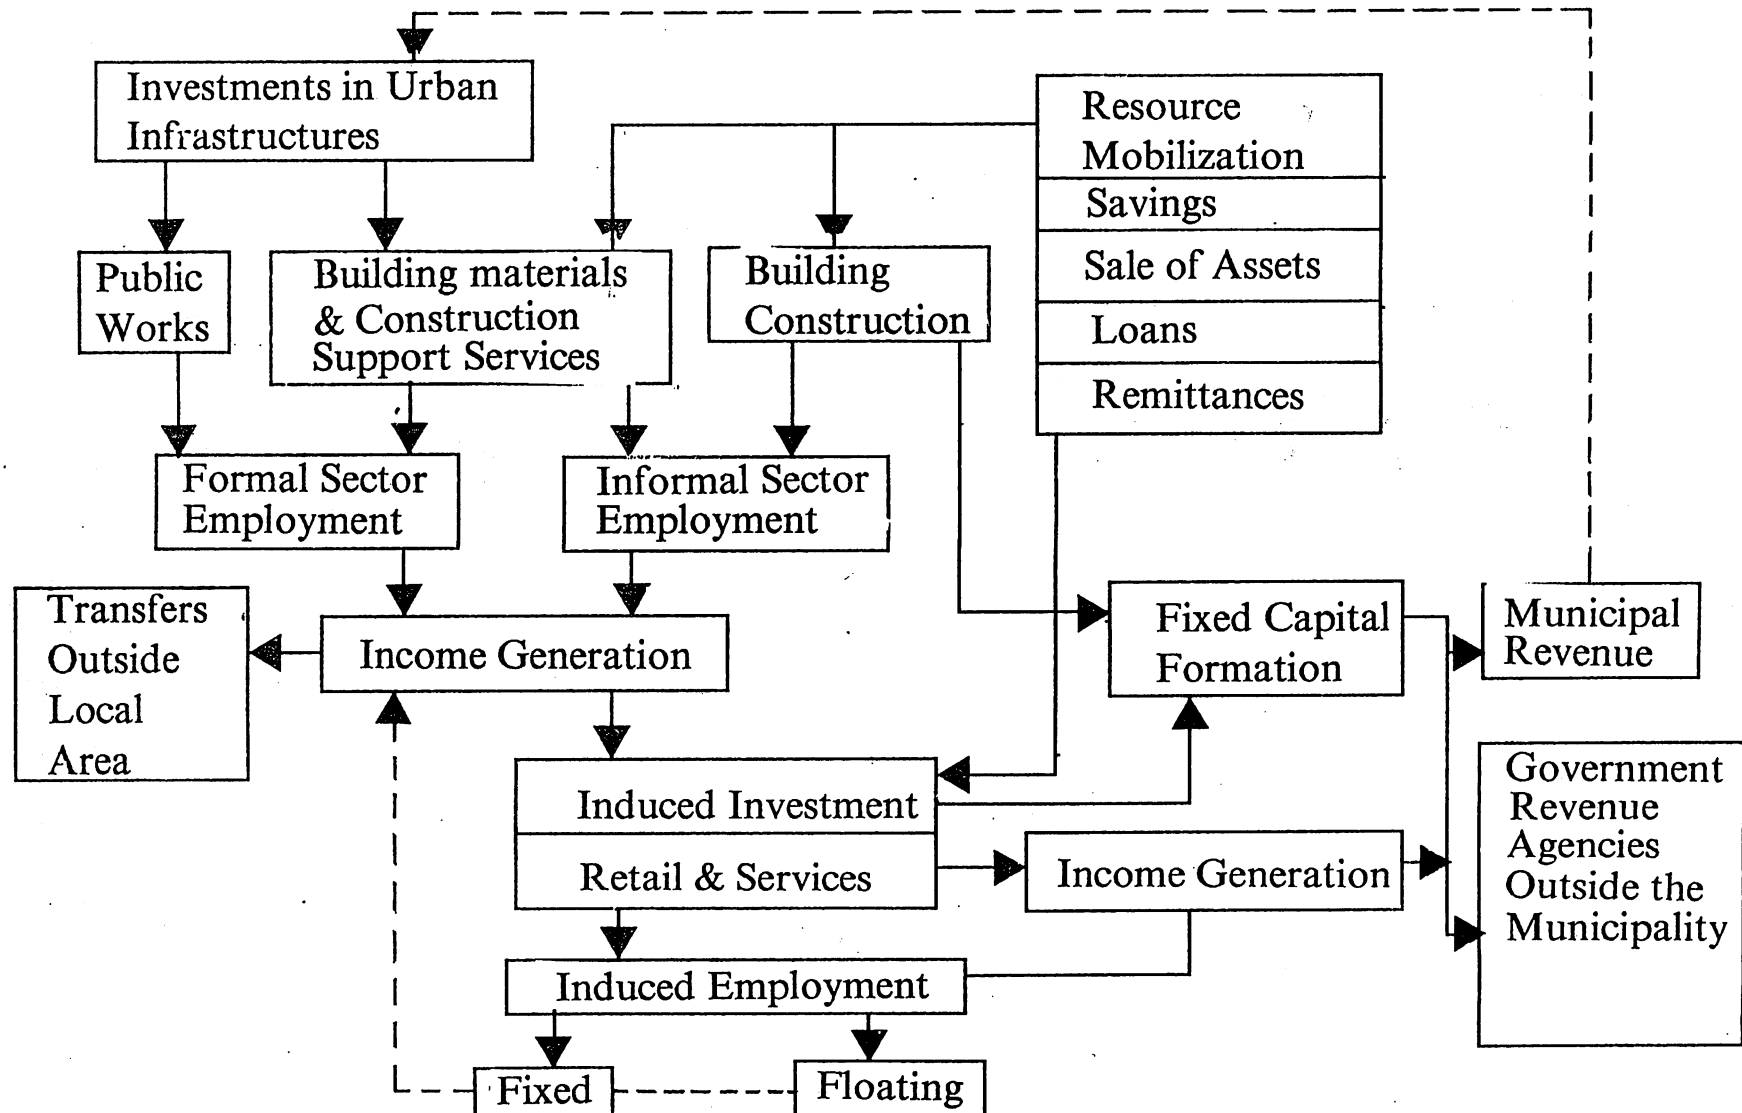 Investments in Urban
Infrastructures
Resource
Mobilization
Savings
Sale of Assets
Loans
Remittances
Public
Works
Building materials
& Construction
Support Services
Building
Construction
Formal Sector
Employment
Informal Sector
Employment
Transfers
Outside
Local
Area
Income Generation
Fixed Capital
Formation
Municipal
Revenue
Induced Investment
Retail & Services
Income Generation
Government
Revenue
Agencies
Outside the
Municipality
Induced Employment
Fixed
Floating